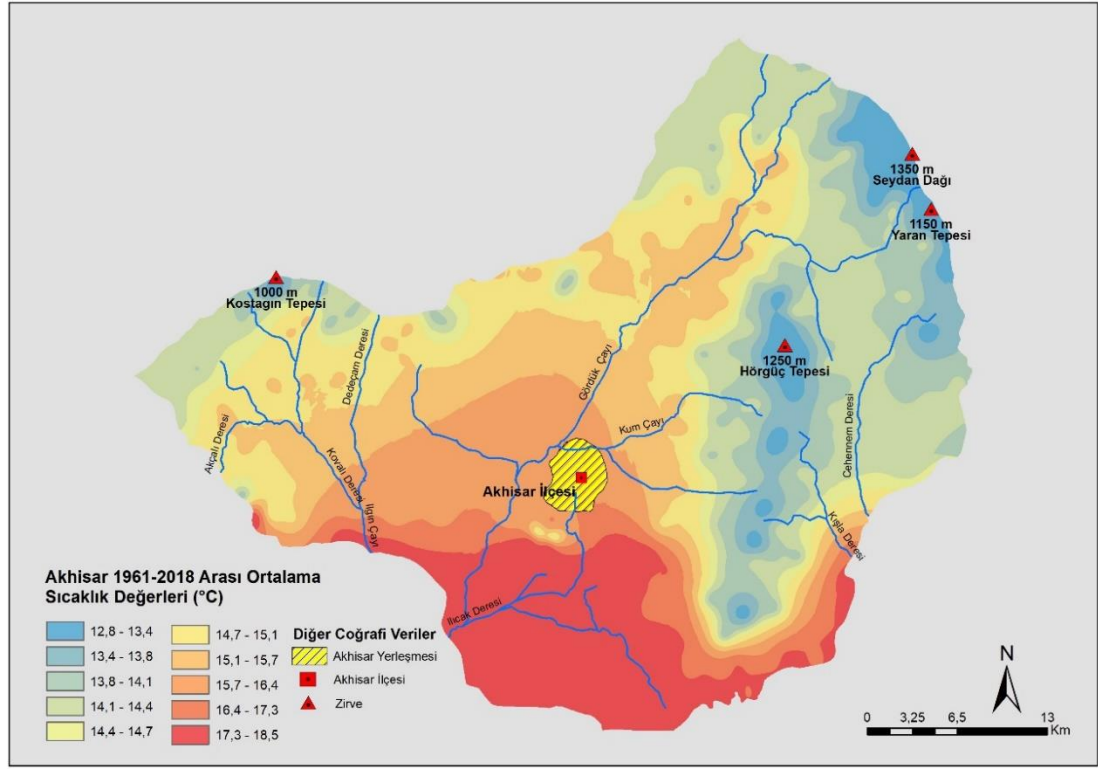 1350 m
Seydan Dağı
1150 m
Yaran Tepesi
1000 m
Kostagın Tepesi
1250 m
Hörgüç Tepesi
Dedeçam Deresi
Gördük Çayı
Kum Çayı
Cehennem Deresi
Akçalı Deresi
Kovalı Deresi
Ilgın Çayı
Akhisar İlçesi
Kışla Deresi
Ilıcak Deresi
Akhisar 1961-2018 Arası Ortalama
Sıcaklık Değerleri (°C)
12,8 - 13,4
13,4 - 13,8
13,8 - 14,1
14,1 - 14,4
14,4 - 14,7
14,7 - 15,1
15,1 - 15,7
15,7 - 16,4
16,4 - 17,3
17,3 - 18,5
Diğer Coğrafi Veriler
Akhisar Yerleşmesi
Akhisar İlçesi
Zirve
N
0 3,25 6,5 13
Km